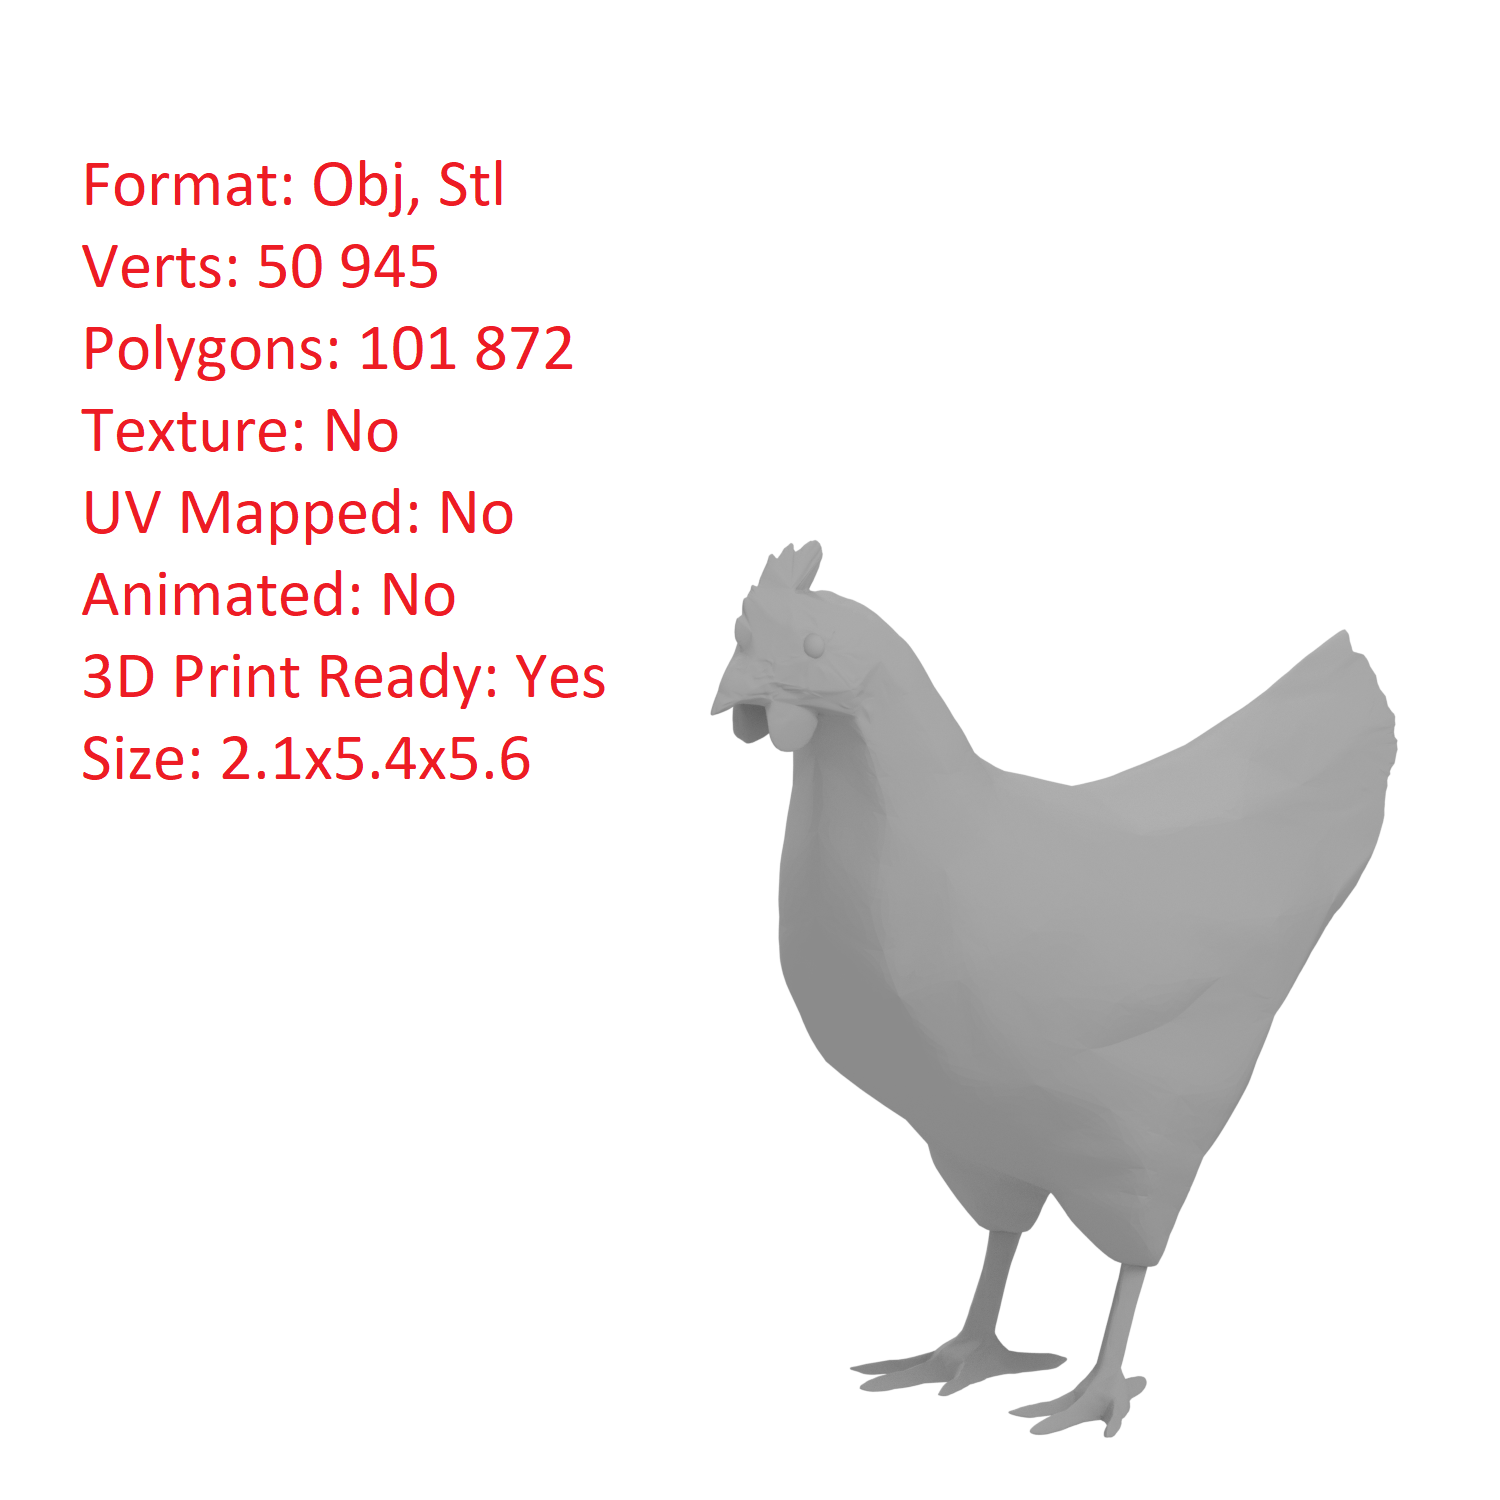 Format: Obj, Stl
Verts: 50 945
Polygons: 101 872
Texture: No
UV Mapped: No
Animated: No
3D Print Ready: Yes
Size: 2.1x5.4x5.6